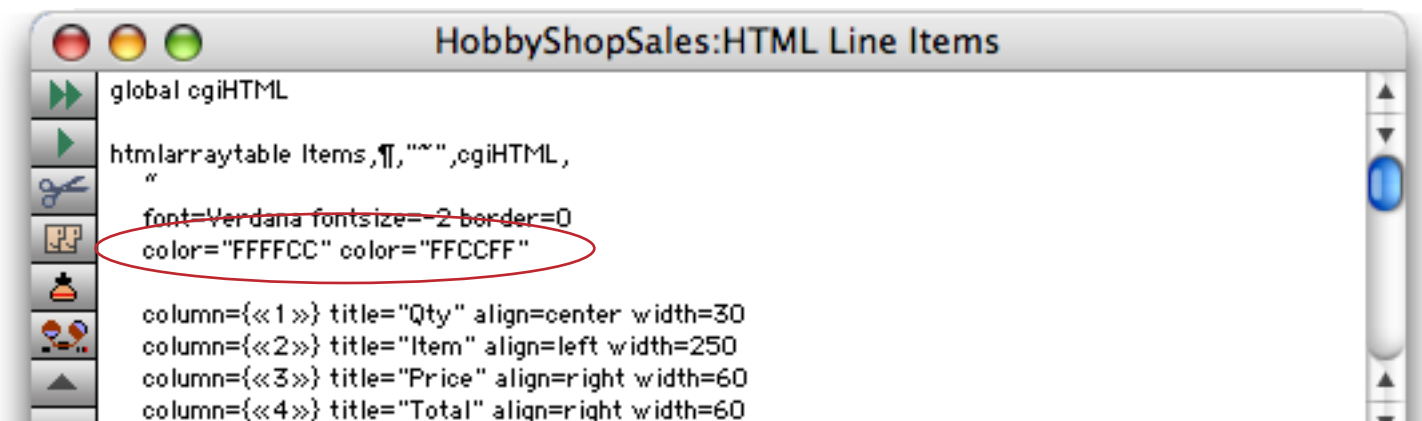 HobbyShopSales:HTML Line Items
global cgiHTML
htmlarraytable Items,¶,"~",cgiHTML,
“
font=Verdana fontsize=-2 border=0
color="FFFFCC" color="FFCCFF"
column={«1»} title="Qty" align=center width=30
column={«2»} title="Item" align=left width=250
column={«3»} title="Price" align=right width=60
column={«4»} title="Total" align=right width=60